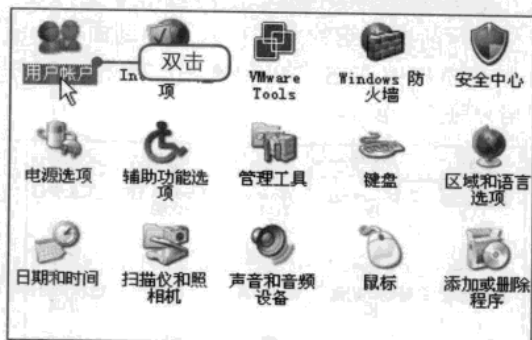 双击
用户帐户
In
项
VMware
Tools
Windows 防
火墙
安全中心
电源选项
辅助功能选
项
管理工具
键盘
区域和语言
选项
日期和时间
扫描仪和照
相机
声音和音频
设备
鼠标
添加或删除
程序